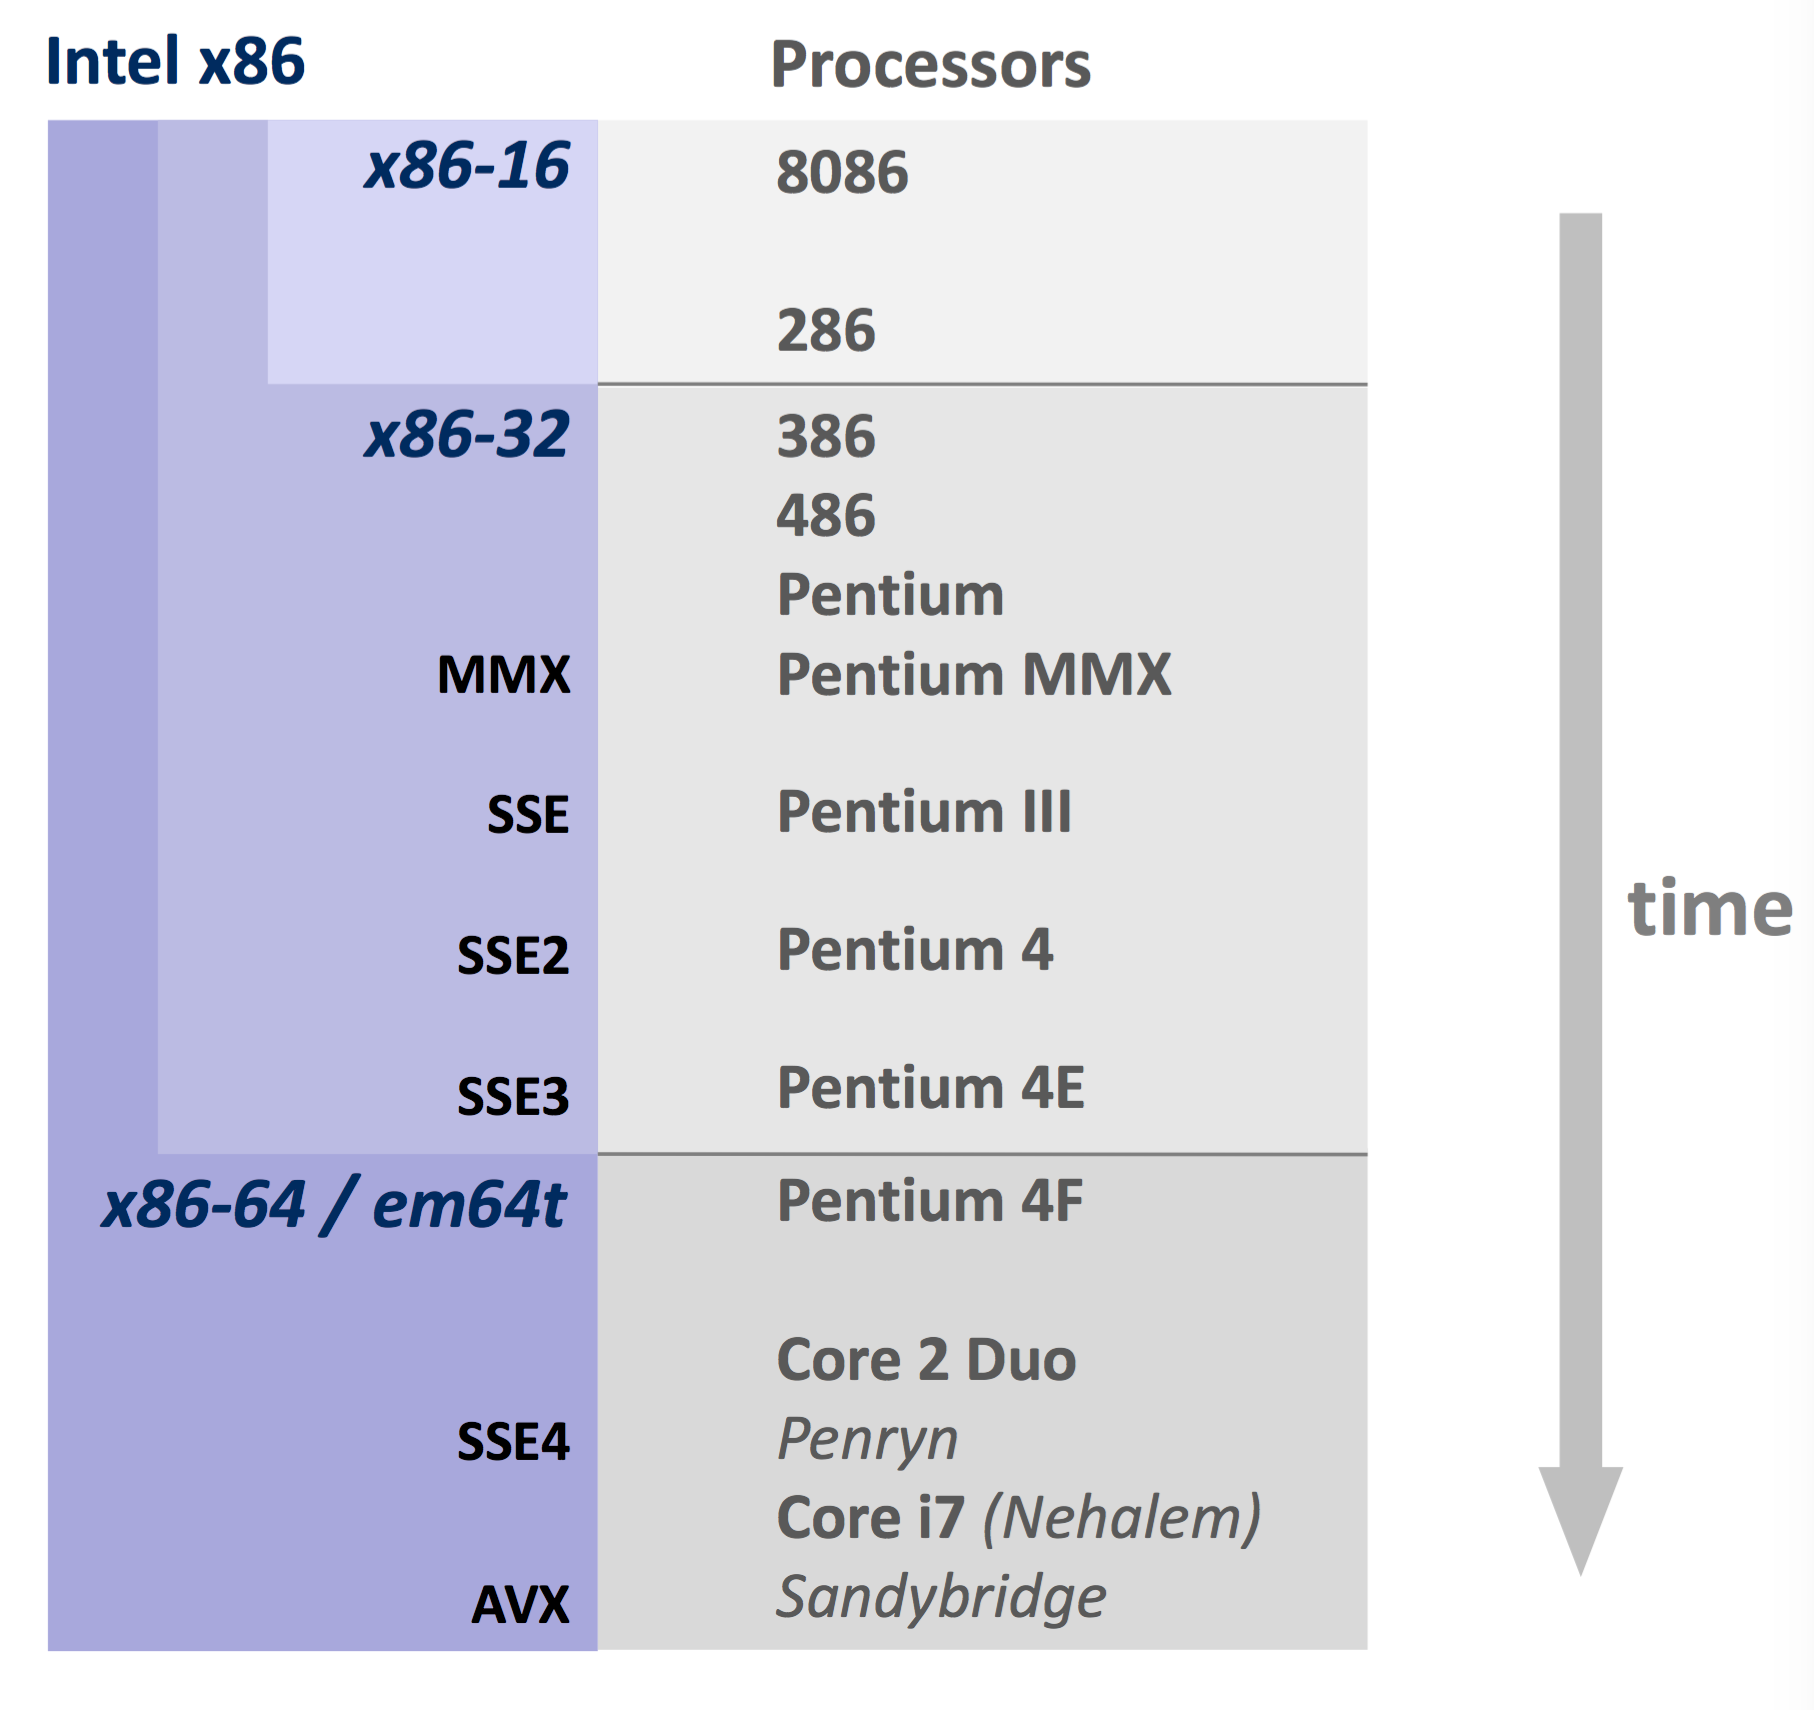 Intel x86 Processors
x86-16 8086
286
x86-32 386
486
Pentium
MMX Pentium MMX
SSE Pentium III
SSE2 Pentium 4
SSE3 Pentium 4E
x86-64 / em64t Pentium 4F
Core 2 Duo
SSE4 Penryn
Core i7 (Nehalem)
AVX Sandybridge
time